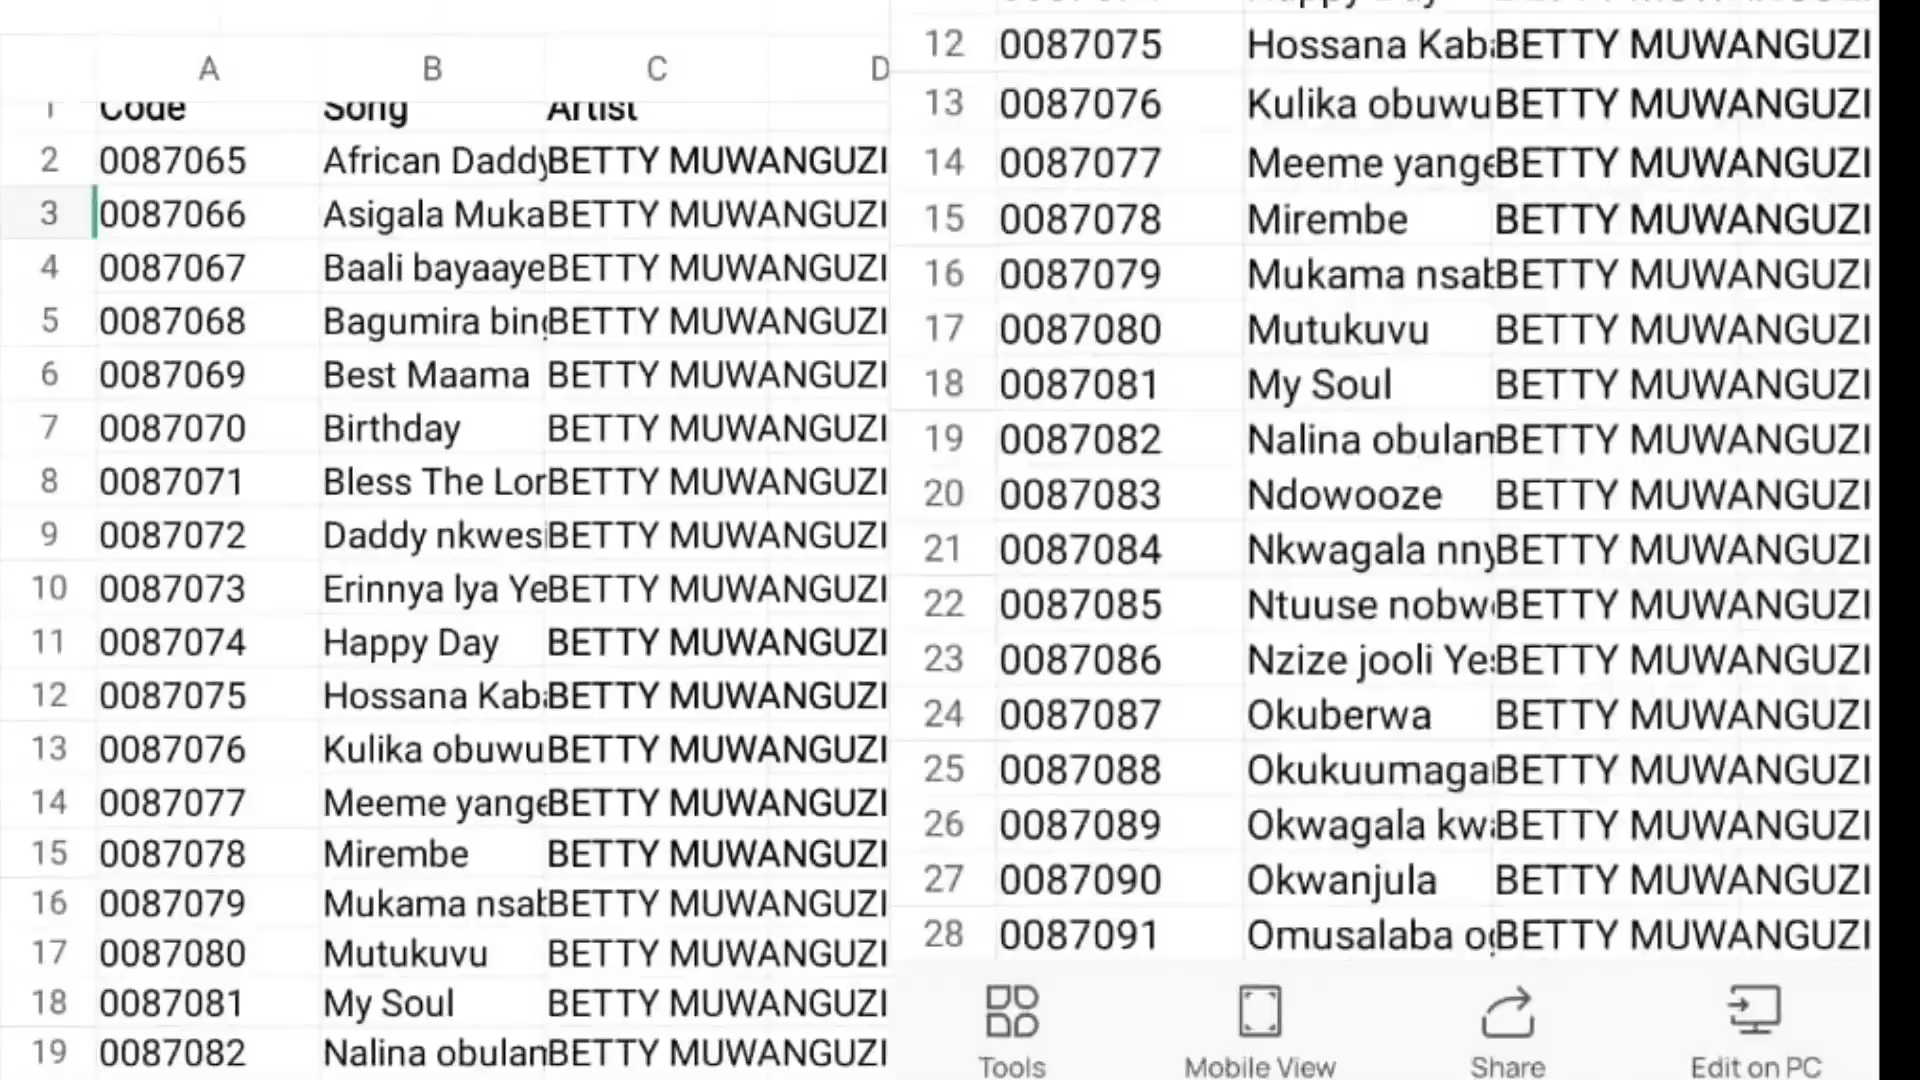 A B C D
1 Code Song Artist
2 0087065 African Daddy BETTY MUWANGUZI
3 0087066 Asigala Muka BETTY MUWANGUZI
4 0087067 Baali bayaaye BETTY MUWANGUZI
5 0087068 Bagumira bin BETTY MUWANGUZI
6 0087069 Best Maama BETTY MUWANGUZI
7 0087070 Birthday BETTY MUWANGUZI
8 0087071 Bless The Lor BETTY MUWANGUZI
9 0087072 Daddy nkwes BETTY MUWANGUZI
10 0087073 Erinnya lya Ye BETTY MUWANGUZI
11 0087074 Happy Day BETTY MUWANGUZI
12 0087075 Hossana Kab BETTY MUWANGUZI
13 0087076 Kulika obuwu BETTY MUWANGUZI
14 0087077 Meeme yange BETTY MUWANGUZI
15 0087078 Mirembe BETTY MUWANGUZI
16 0087079 Mukama nsa BETTY MUWANGUZI
17 0087080 Mutukuvu BETTY MUWANGUZI
18 0087081 My Soul BETTY MUWANGUZI
19 0087082 Nalina obulan BETTY MUWANGUZI
12 0087075 Hossana Kab BETTY MUWANGUZI
13 0087076 Kulika obuwu BETTY MUWANGUZI
14 0087077 Meeme yange BETTY MUWANGUZI
15 0087078 Mirembe BETTY MUWANGUZI
16 0087079 Mukama nsa BETTY MUWANGUZI
17 0087080 Mutukuvu BETTY MUWANGUZI
18 0087081 My Soul BETTY MUWANGUZI
19 0087082 Nalina obulan BETTY MUWANGUZI
20 0087083 Ndowooze BETTY MUWANGUZI
21 0087084 Nkwagala nny BETTY MUWANGUZI
22 0087085 Ntuuse nobw BETTY MUWANGUZI
23 0087086 Nzize jooli Ye BETTY MUWANGUZI
24 0087087 Okuberwa BETTY MUWANGUZI
25 0087088 Okukuumaga BETTY MUWANGUZI
26 0087089 Okwagala kw BETTY MUWANGUZI
27 0087090 Okwanjula BETTY MUWANGUZI
28 0087091 Omusalaba o BETTY MUWANGUZI
Tools Mobile View Share Edit on PC